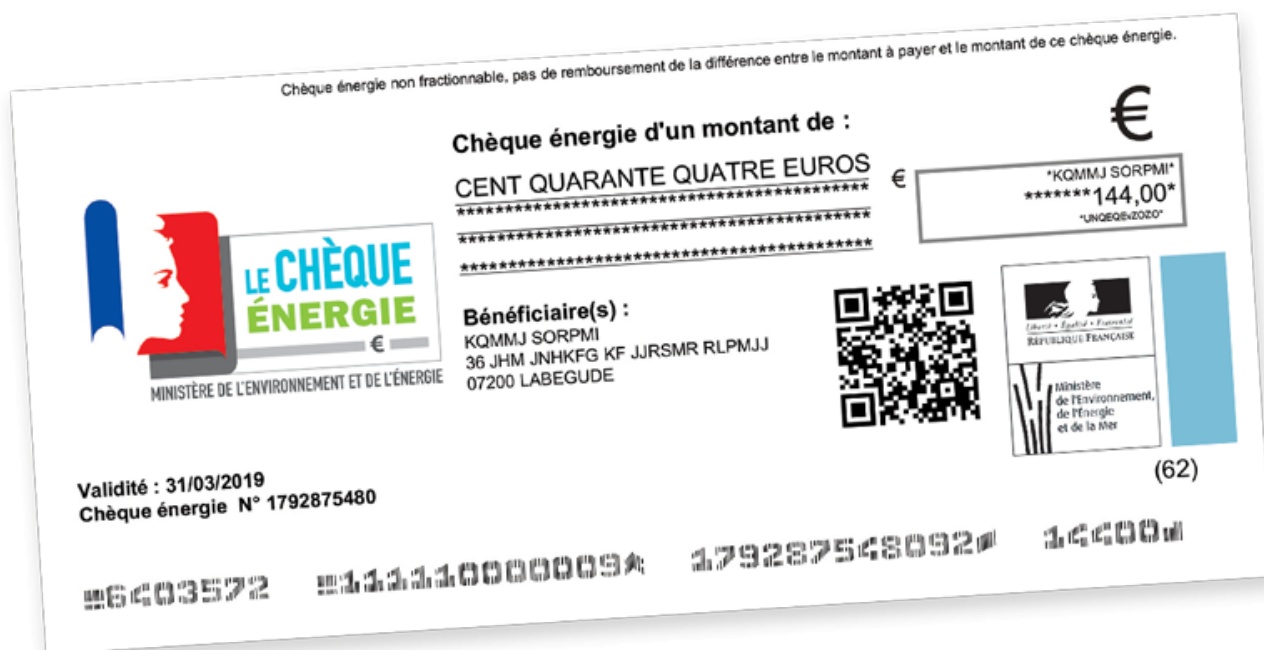 Chèque énergie non fractionnable, pas de remboursement de la différence entre le montant à payer et le montant de ce chèque énergie.
Chèque énergie d'un montant de :
€
CENT QUARANTE QUATRE EUROS
*******************************************
*******************************************
*******************************************
€
*KQMMJ SORPMI*
*******144,00*
*UNQEQEvZOZO*
LE CHÈQUE
ÉNERGIE
€
MINISTÈRE DE L'ENVIRONNEMENT ET DE L'ÉNERGIE
Bénéficiaire(s) :
KQMMJ SORPMI
36 JHM JNHKFG KF JJRSMR RLPMJJ
07200 LABEGUDE
Liberté • Égalité • Fraternité
RÉPUBLIQUE FRANÇAISE
Ministère
de l'Environnement,
de l'Énergie
et de la Mer
(62)
Validité : 31/03/2019
Chèque énergie N° 1792875480
6403572 1111110000009 179287548092 14400